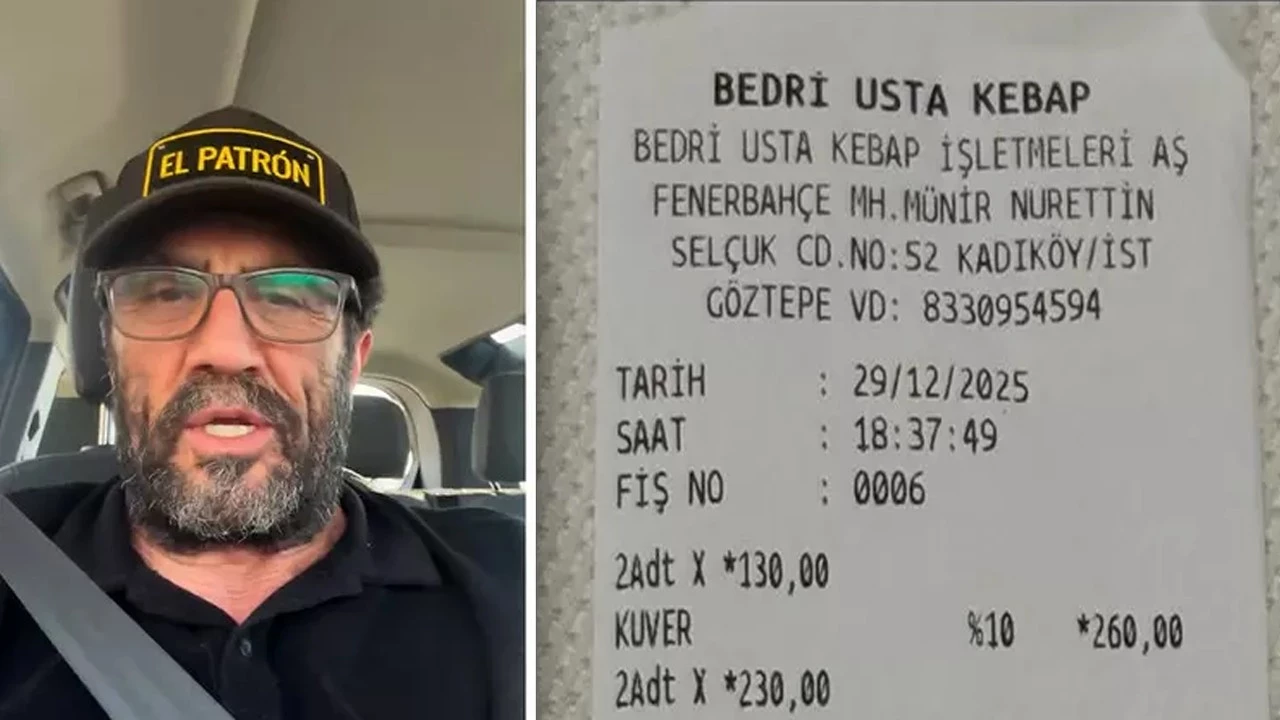 EL PATRÓN
BEDRİ USTA KEBAP
BEDRİ USTA KEBAP İŞLETMELERİ AŞ
FENERBAHÇE MH.MÜNİR NURETTİN
SELÇUK CD.NO:52 KADIKÖY/İST
GÖZTEPE VD: 8330954594
TARİH : 29/12/2025
SAAT : 18:37:49
FİŞ NO : 0006
2Adt X *130,00
KUVER %10 *260,00
2Adt X *230,00